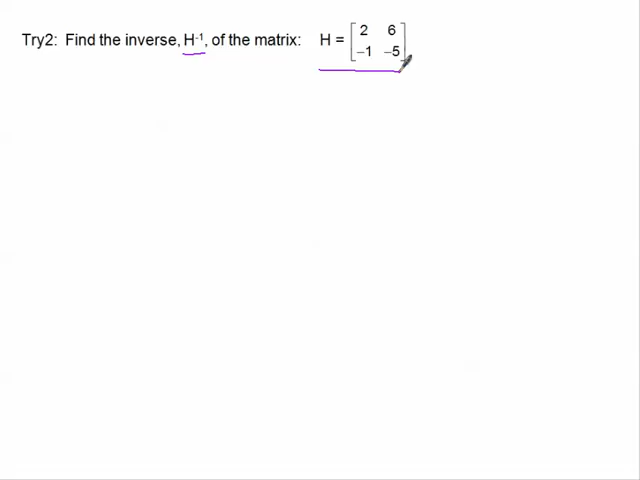 Try2: Find the inverse, H⁻¹, of the matrix: H = [2 6
–1 –5]